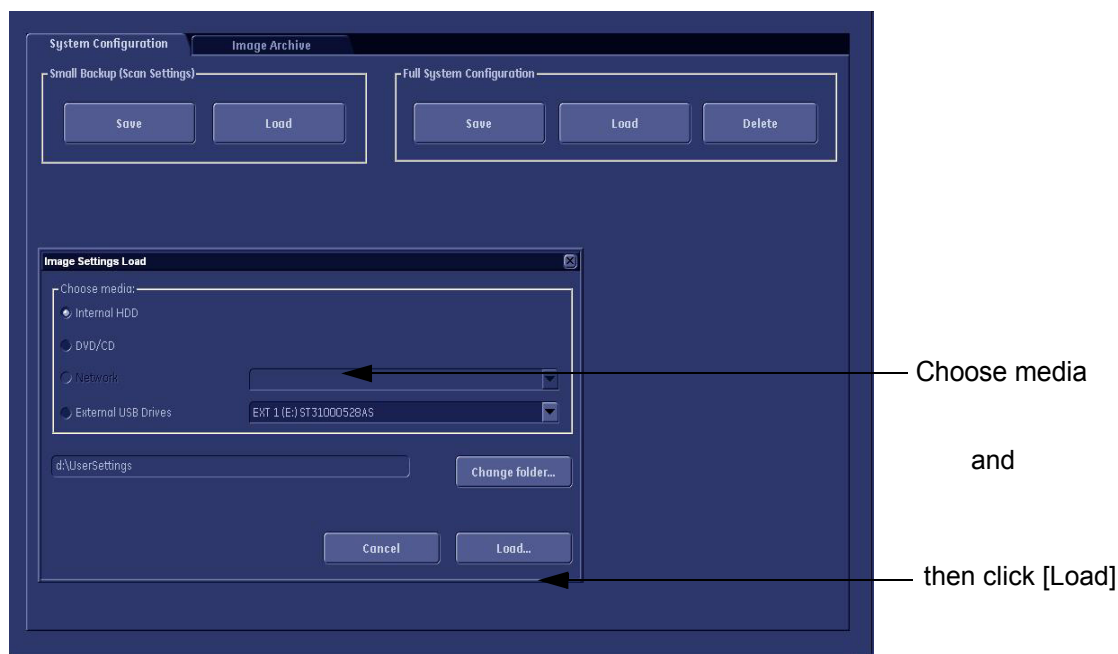 System Configuration Image Archive
Small Backup (Scan Settings) Full System Configuration
Save Load Save Load Delete
Image Settings Load
Choose media:
Internal HDD
DVD/CD
Network
External USB Drives EXT 1 (E:) ST31000528AS
d:\UserSettings Change folder...
Cancel Load...
Choose media
and
then click [Load]